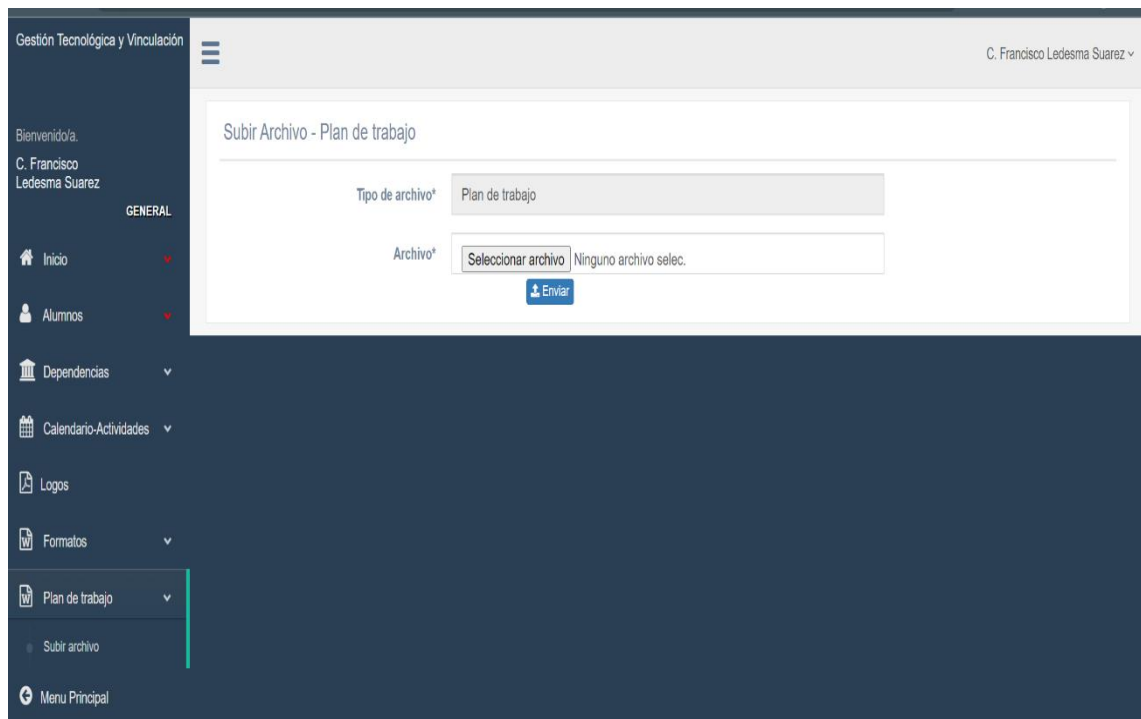 Gestión Tecnológica y Vinculación
C. Francisco Ledesma Suarez
Bienvenido/a.
C. Francisco
Ledesma Suarez
GENERAL
Inicio
Alumnos
Dependencias
Calendario-Actividades
Logos
Formatos
Plan de trabajo
Subir archivo
Menu Principal
Subir Archivo - Plan de trabajo
Tipo de archivo* Plan de trabajo
Archivo* Seleccionar archivo Ninguno archivo selec.
Enviar